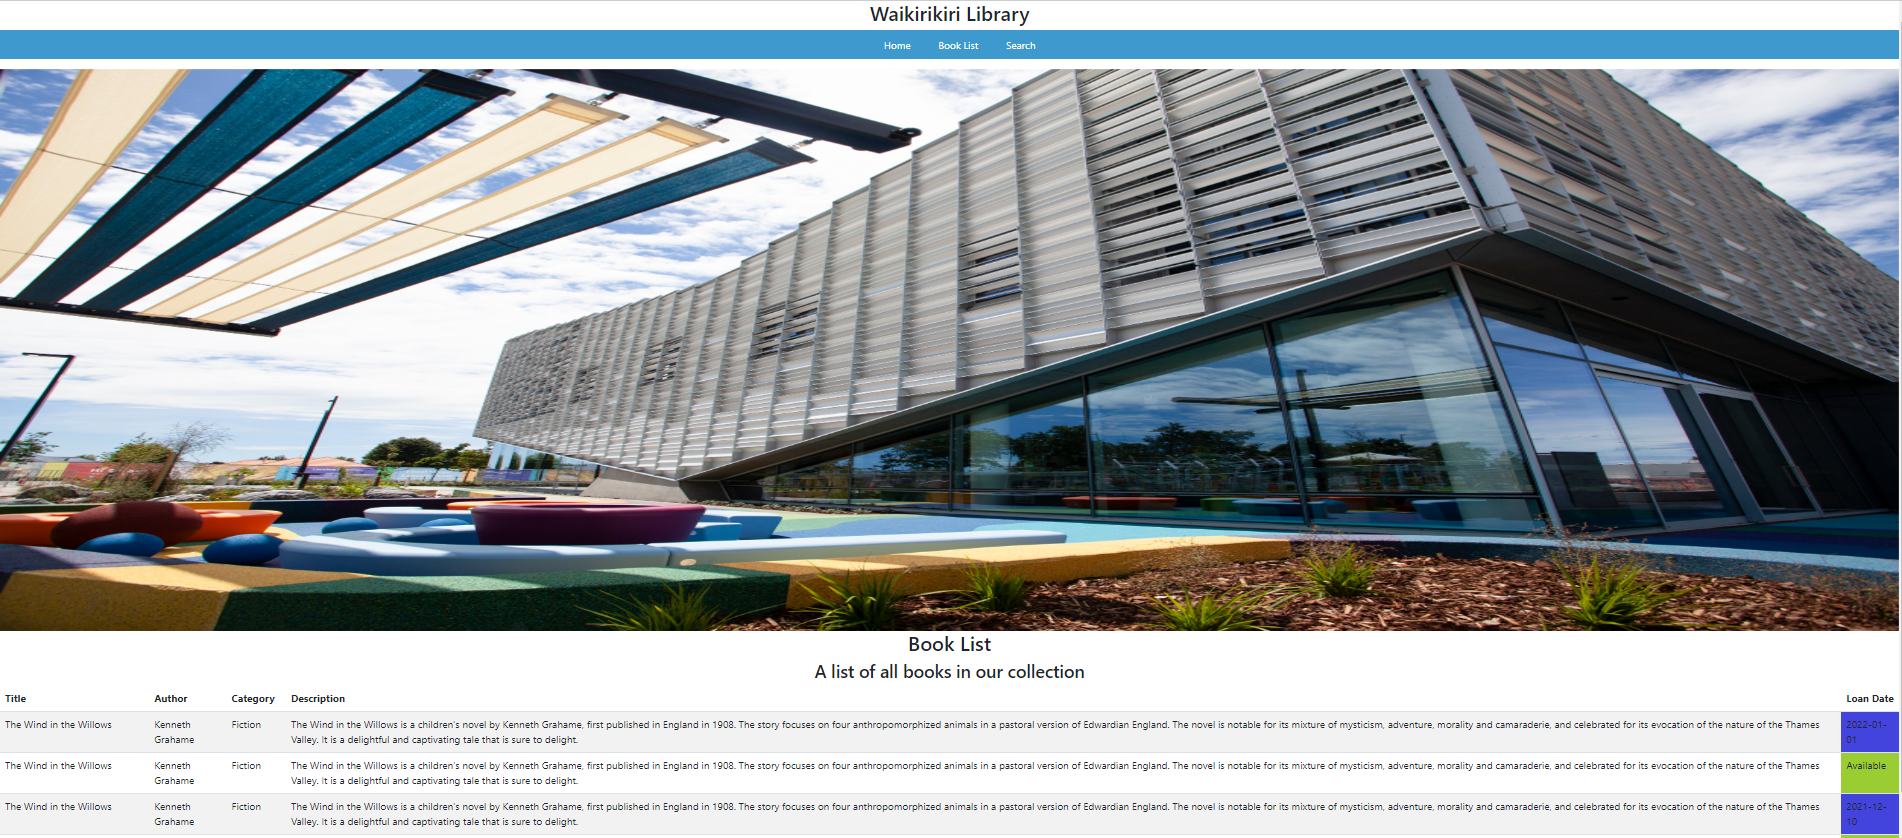 Waikirikiri Library
Home Book List Search
Book List
A list of all books in our collection
Title Author Category Description Loan Date
The Wind in the Willows Kenneth Grahame Fiction The Wind in the Willows is a children's novel by Kenneth Grahame, first published in England in 1908. The story focuses on four anthropomorphized animals in a pastoral version of Edwardian England. The novel is notable for its mixture of mysticism, adventure, morality and camaraderie, and celebrated for its evocation of the nature of the Thames Valley. It is a delightful and captivating tale that is sure to delight. 2022-01-01
The Wind in the Willows Kenneth Grahame Fiction The Wind in the Willows is a children's novel by Kenneth Grahame, first published in England in 1908. The story focuses on four anthropomorphized animals in a pastoral version of Edwardian England. The novel is notable for its mixture of mysticism, adventure, morality and camaraderie, and celebrated for its evocation of the nature of the Thames Valley. It is a delightful and captivating tale that is sure to delight. Available
The Wind in the Willows Kenneth Grahame Fiction The Wind in the Willows is a children's novel by Kenneth Grahame, first published in England in 1908. The story focuses on four anthropomorphized animals in a pastoral version of Edwardian England. The novel is notable for its mixture of mysticism, adventure, morality and camaraderie, and celebrated for its evocation of the nature of the Thames Valley. It is a delightful and captivating tale that is sure to delight. 2021-12-10